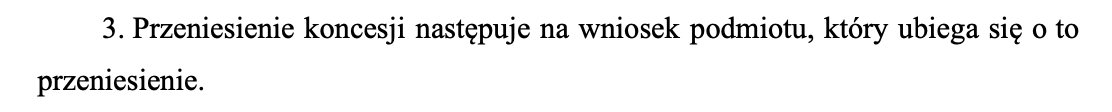 3. Przeniesienie koncesji następuje na wniosek podmiotu, który ubiega się o to
przeniesienie.